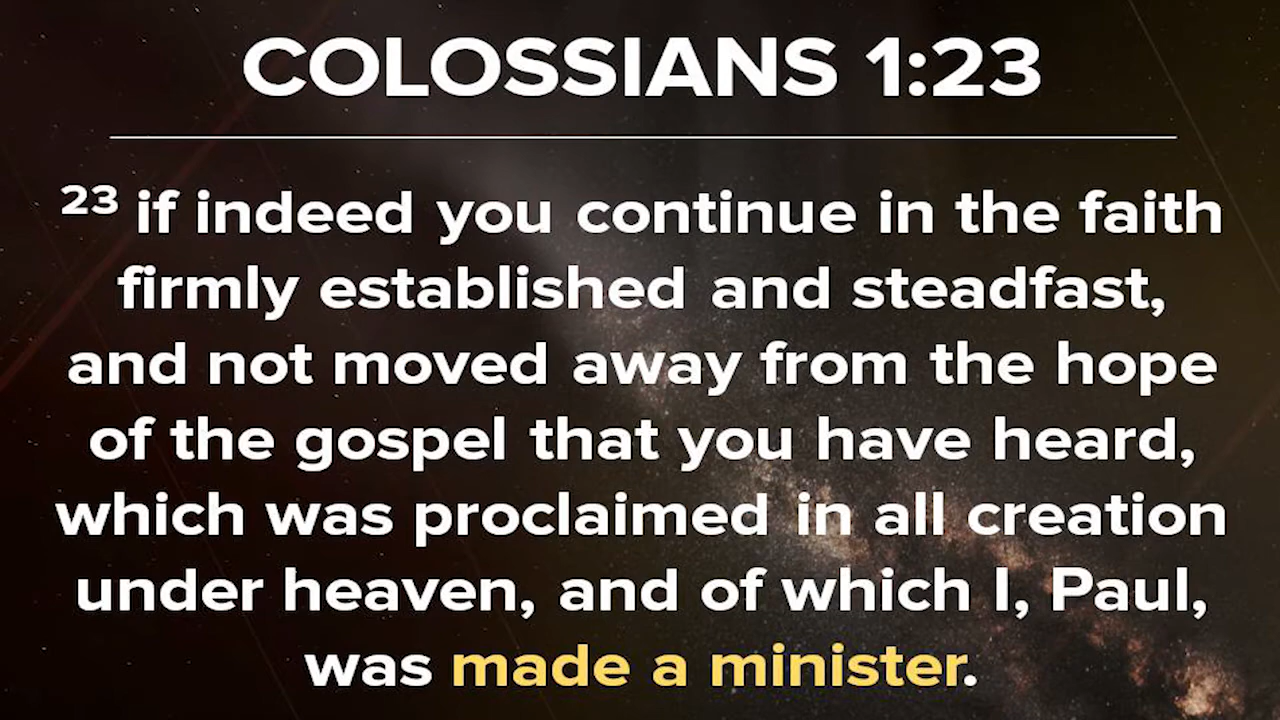 COLOSSIANS 1:23
²³ if indeed you continue in the faith
firmly established and steadfast,
and not moved away from the hope
of the gospel that you have heard,
which was proclaimed in all creation
under heaven, and of which I, Paul,
was made a minister.